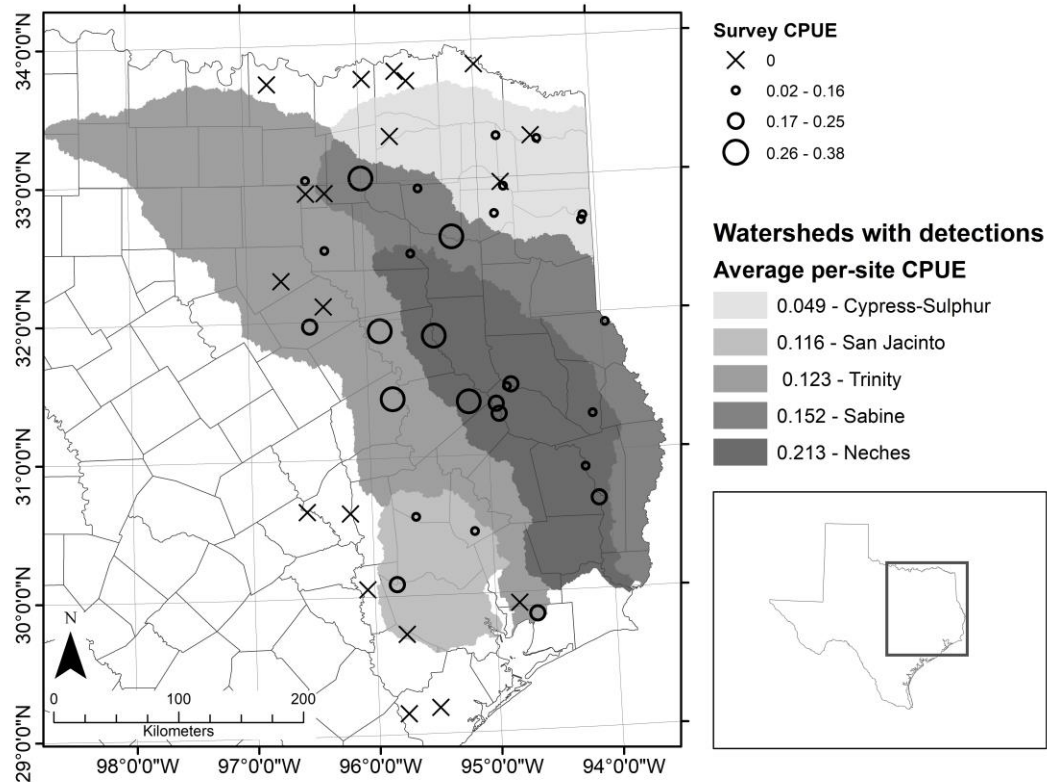 34°0'0"N
33°0'0"N
32°0'0"N
31°0'0"N
30°0'0"N
29°0'0"N
N
0 100 200
Kilometers
98°0'0"W 97°0'0"W 96°0'0"W 95°0'0"W 94°0'0"W
Survey CPUE
0
0.02 - 0.16
0.17 - 0.25
0.26 - 0.38
Watersheds with detections
Average per-site CPUE
0.049 - Cypress-Sulphur
0.116 - San Jacinto
0.123 - Trinity
0.152 - Sabine
0.213 - Neches